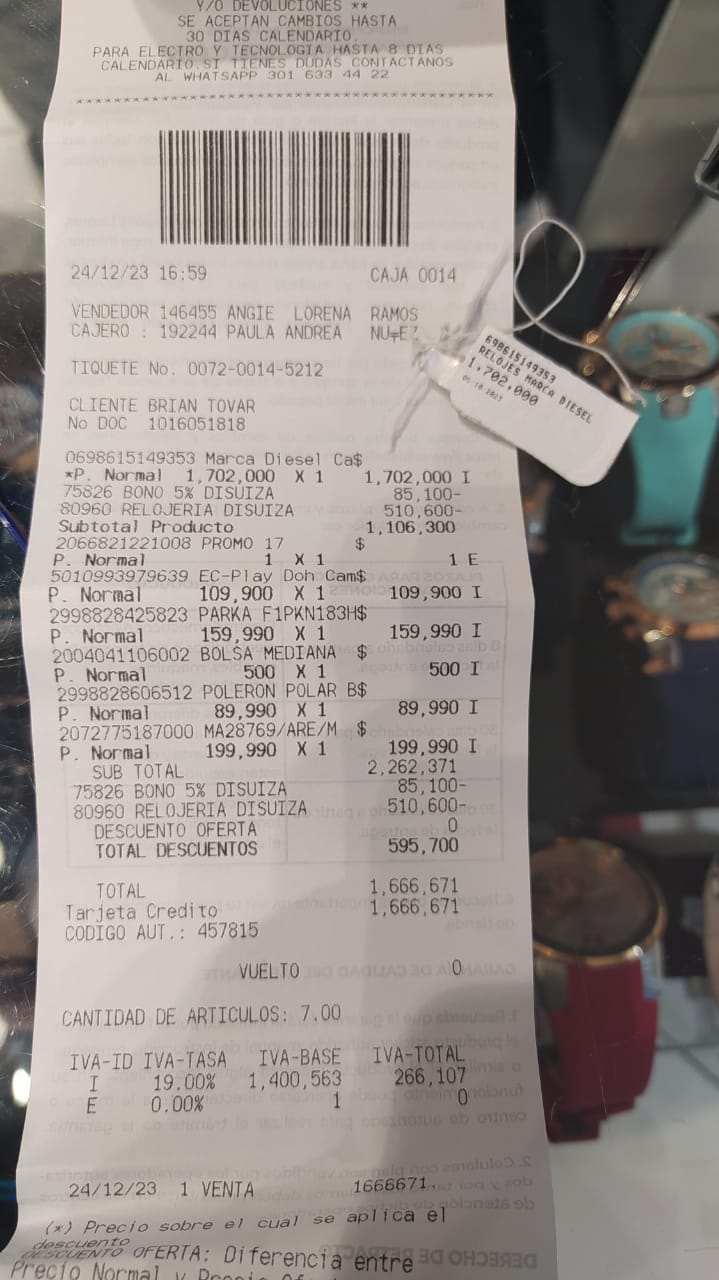 Y/O DEVOLUCIONES **
SE ACEPTAN CAMBIOS HASTA
30 DIAS CALENDARIO.
PARA ELECTRO Y TECNOLOGIA HASTA 8 DIAS
CALENDARIO.SI TIENES DUDAS CONTACTANOS
AL WHATSAPP 301 633 44 22
24/12/23 16:59 CAJA 0014
VENDEDOR 146455 ANGIE LORENA RAMOS
CAJERO : 192244 PAULA ANDREA
TIQUETE No. 0072-0014-5212
CLIENTE BRIAN TOVAR
No DOC 1016051818
0698615149353 Marca Diesel Ca$
*P. Normal 1,702,000 X 1 1,702,000 I
75826 BONO 5% DISUIZA 85,100-
80960 RELOJERIA DISUIZA 510,600-
Subtotal Producto 1,106,300
2066821221008 PROMO 17 $
P. Normal 1 X 1 1 E
5010993979639 EC-Play Doh Cam$
P. Normal 109,900 X 1 109,900 I
2998828425823 PARKA F1PKN183H$
P. Normal 159,990 X 1 159,990 I
2004041106002 BOLSA MEDIANA $
P. Normal 500 X 1 500 I
2998828606512 POLERON POLAR B$
P. Normal 89,990 X 1 89,990 I
2072775187000 MA28769/ARE/M $
P. Normal 199,990 X 1 199,990 I
SUB TOTAL 2,262,371
75826 BONO 5% DISUIZA 85,100-
80960 RELOJERIA DISUIZA 510,600-
DESCUENTO OFERTA 0
TOTAL DESCUENTOS 595,700
TOTAL 1,666,671
Tarjeta Credito 1,666,671
CODIGO AUT.: 457815
VUELTO 0
CANTIDAD DE ARTICULOS: 7.00
IVA-ID IVA-TASA IVA-BASE IVA-TOTAL
I 19.00% 1,400,563 266,107
E 0.00% 1 0
24/12/23 1 VENTA 1666671.
(*) Precio sobre el cual se aplica el
descuento
DESCUENTO OFERTA: Diferencia entre
Precio Normal y Precio
698615149353
RELOJES MARCA DIESEL
1,702,000